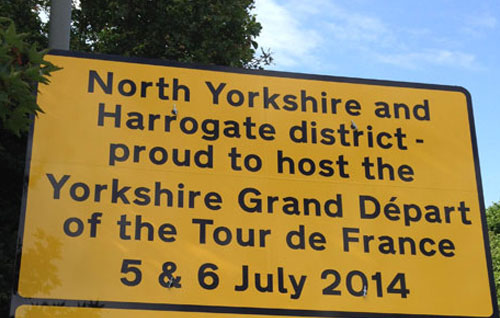 North Yorkshire and
Harrogate district -
proud to host the
Yorkshire Grand Départ
of the Tour de France
5 & 6 July 2014